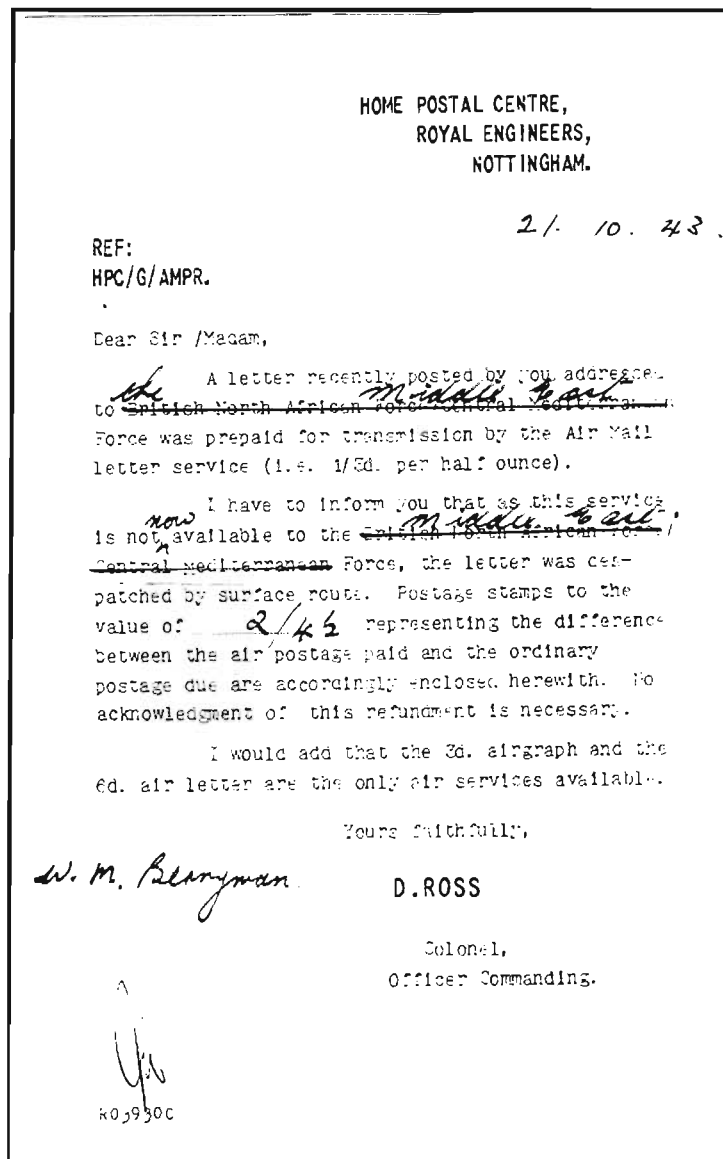 HOME POSTAL CENTRE,
ROYAL ENGINEERS,
NOTTINGHAM.
21. 10. 43.
REF:
HPC/G/AMPR.
Dear Sir /Madam,
A letter recently posted by you addressed
the Middle East
to British North African Force Central Mediterranean
Force was prepaid for transmission by the Air Mail
letter service (i.e. 1/3d. per half ounce).
I have to inform you that as this service
now Middle East.
is not available to the British North African Force/
Central Mediterranean Force, the letter was des-
patched by surface route. Postage stamps to the
value of 2/4½ representing the difference
between the air postage paid and the ordinary
postage due are accordingly enclosed herewith. No
acknowledgment of this refundment is necessary.
I would add that the 3d. airgraph and the
6d. air letter are the only air services available.
Yours faithfully,
W. M. Berryman
D.ROSS
Colonel,
Officer Commanding.